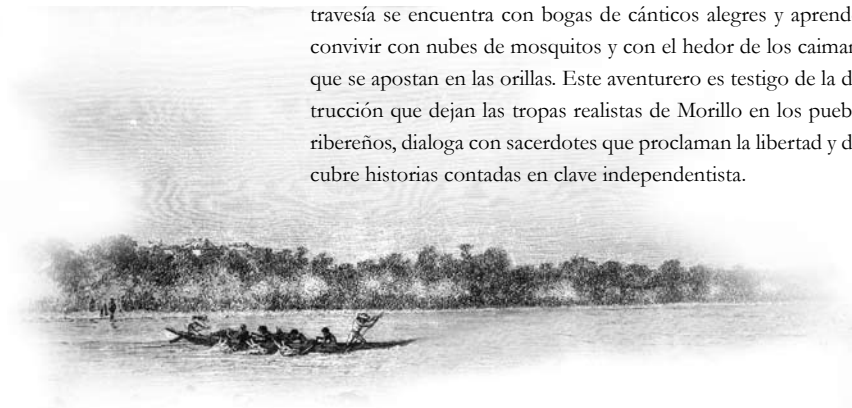 travesía se encuentra con bogas de cánticos alegres y aprend
convivir con nubes de mosquitos y con el hedor de los caiman
que se apostan en las orillas. Este aventurero es testigo de la d
trucción que dejan las tropas realistas de Morillo en los pueb
ribereños, dialoga con sacerdotes que proclaman la libertad y d
cubre historias contadas en clave independentista.